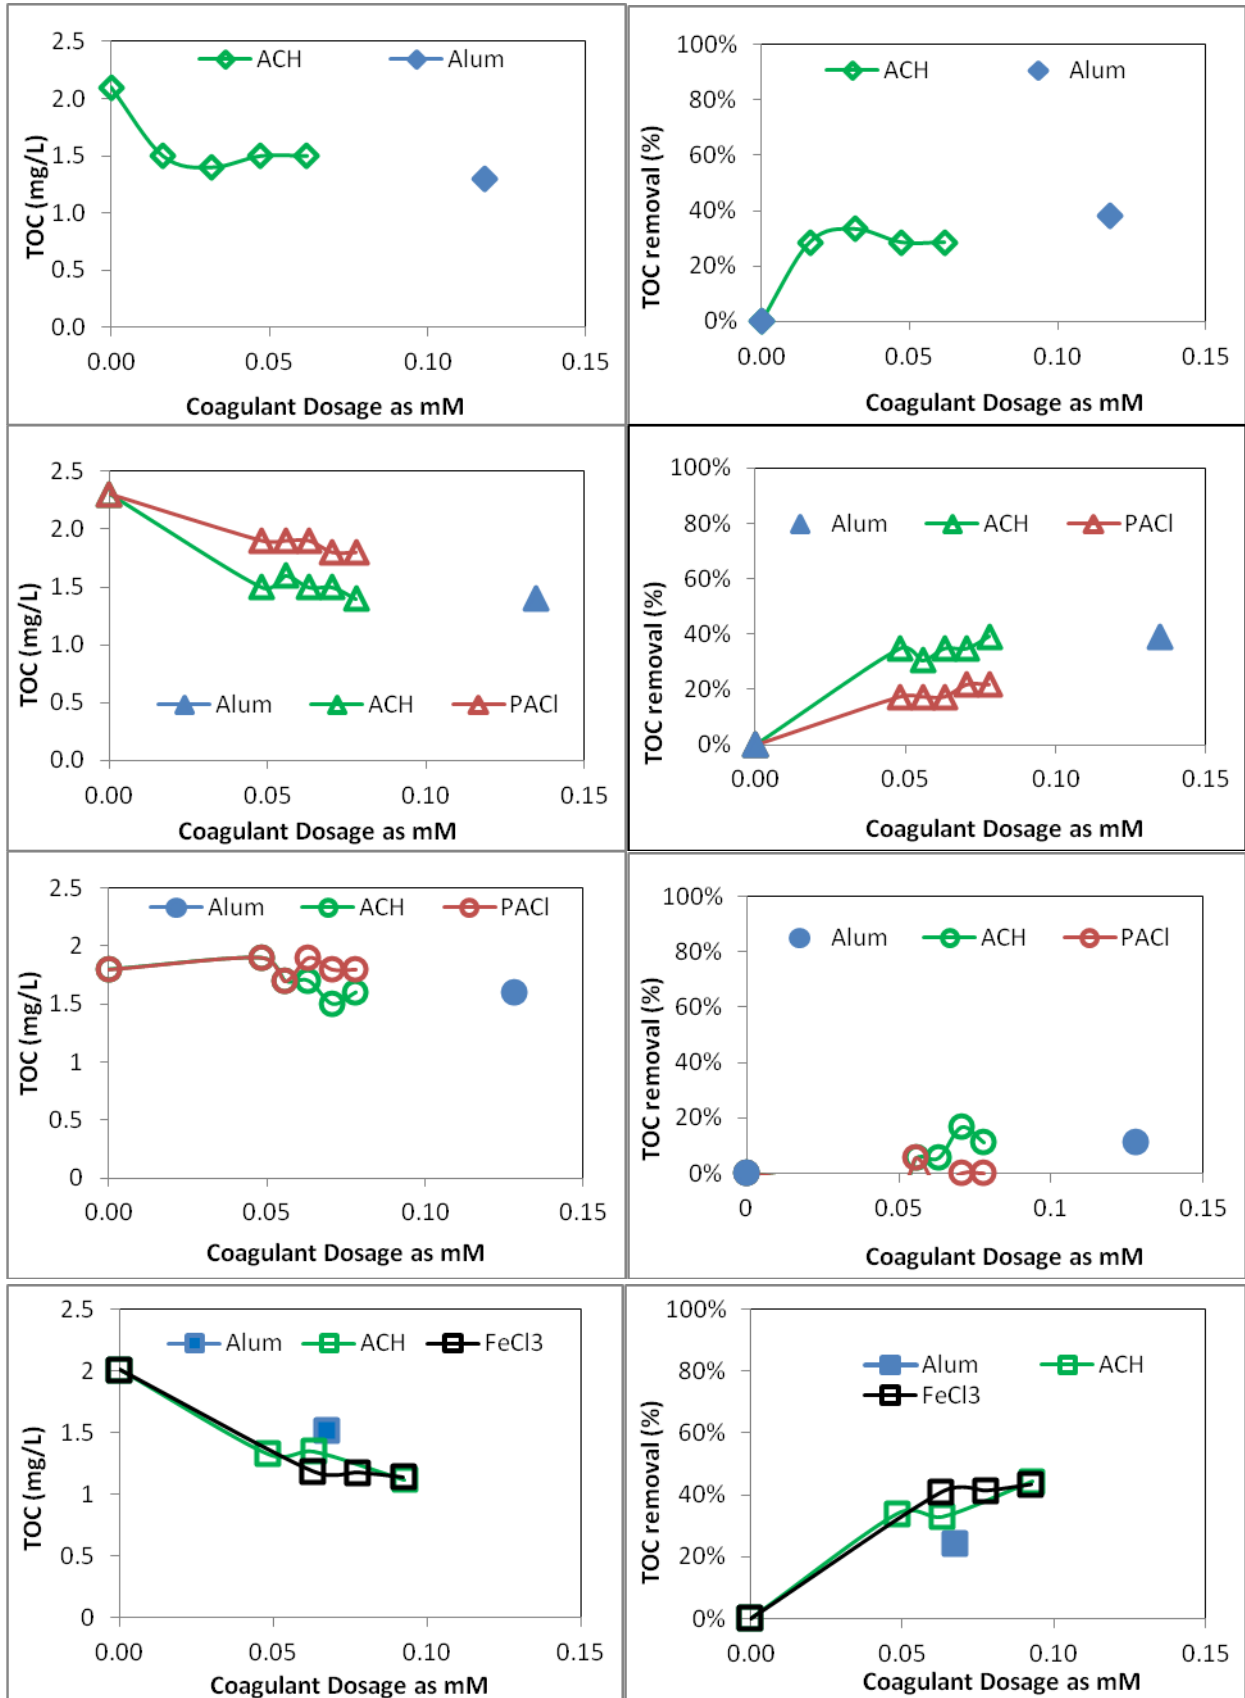 2.5
ACH
Alum
2.0
1.5
1.0
0.5
0.0
0.00 0.05 0.10 0.15
TOC (mg/L)
Coagulant Dosage as mM
100%
ACH
Alum
80%
60%
40%
20%
0%
0.00 0.05 0.10 0.15
TOC removal (%)
Coagulant Dosage as mM
2.5
2.0
1.5
1.0
0.5
Alum ACH PACl
0.0
0.00 0.05 0.10 0.15
TOC (mg/L)
Coagulant Dosage as mM
100%
80%
Alum ACH PACl
60%
40%
20%
0%
0.00 0.05 0.10 0.15
TOC removal (%)
Coagulant Dosage as mM
2.5
Alum ACH PACl
2
1.5
1
0.5
0
0.00 0.05 0.10 0.15
TOC (mg/L)
Coagulant Dosage as mM
100%
Alum ACH PACl
80%
60%
40%
20%
0%
0 0.05 0.1 0.15
TOC removal (%)
Coagulant Dosage as mM
2.5
Alum ACH FeCl3
2
1.5
1
0.5
0
0.00 0.05 0.10 0.15
TOC (mg/L)
Coagulant Dosage as mM
100%
80%
Alum ACH
FeCl3
60%
40%
20%
0%
0.00 0.05 0.10 0.15
TOC removal (%)
Coagulant Dosage as mM